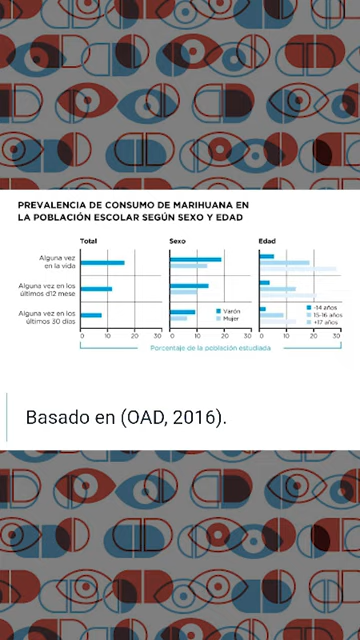 PREVALENCIA DE CONSUMO DE MARIHUANA EN
LA POBLACIÓN ESCOLAR SEGÚN SEXO Y EDAD
Total
Sexo
Edad
Alguna vez
en la vida
Alguna vez en los
últimos d12 mese
Alguna vez en los
últimos 30 días
Varón
Mujer
-14 años
15-16 años
+17 años
0 10 20 30
0 10 20 30
0 10 20 30
Porcentaje de la población estudiada
Basado en (OAD, 2016).